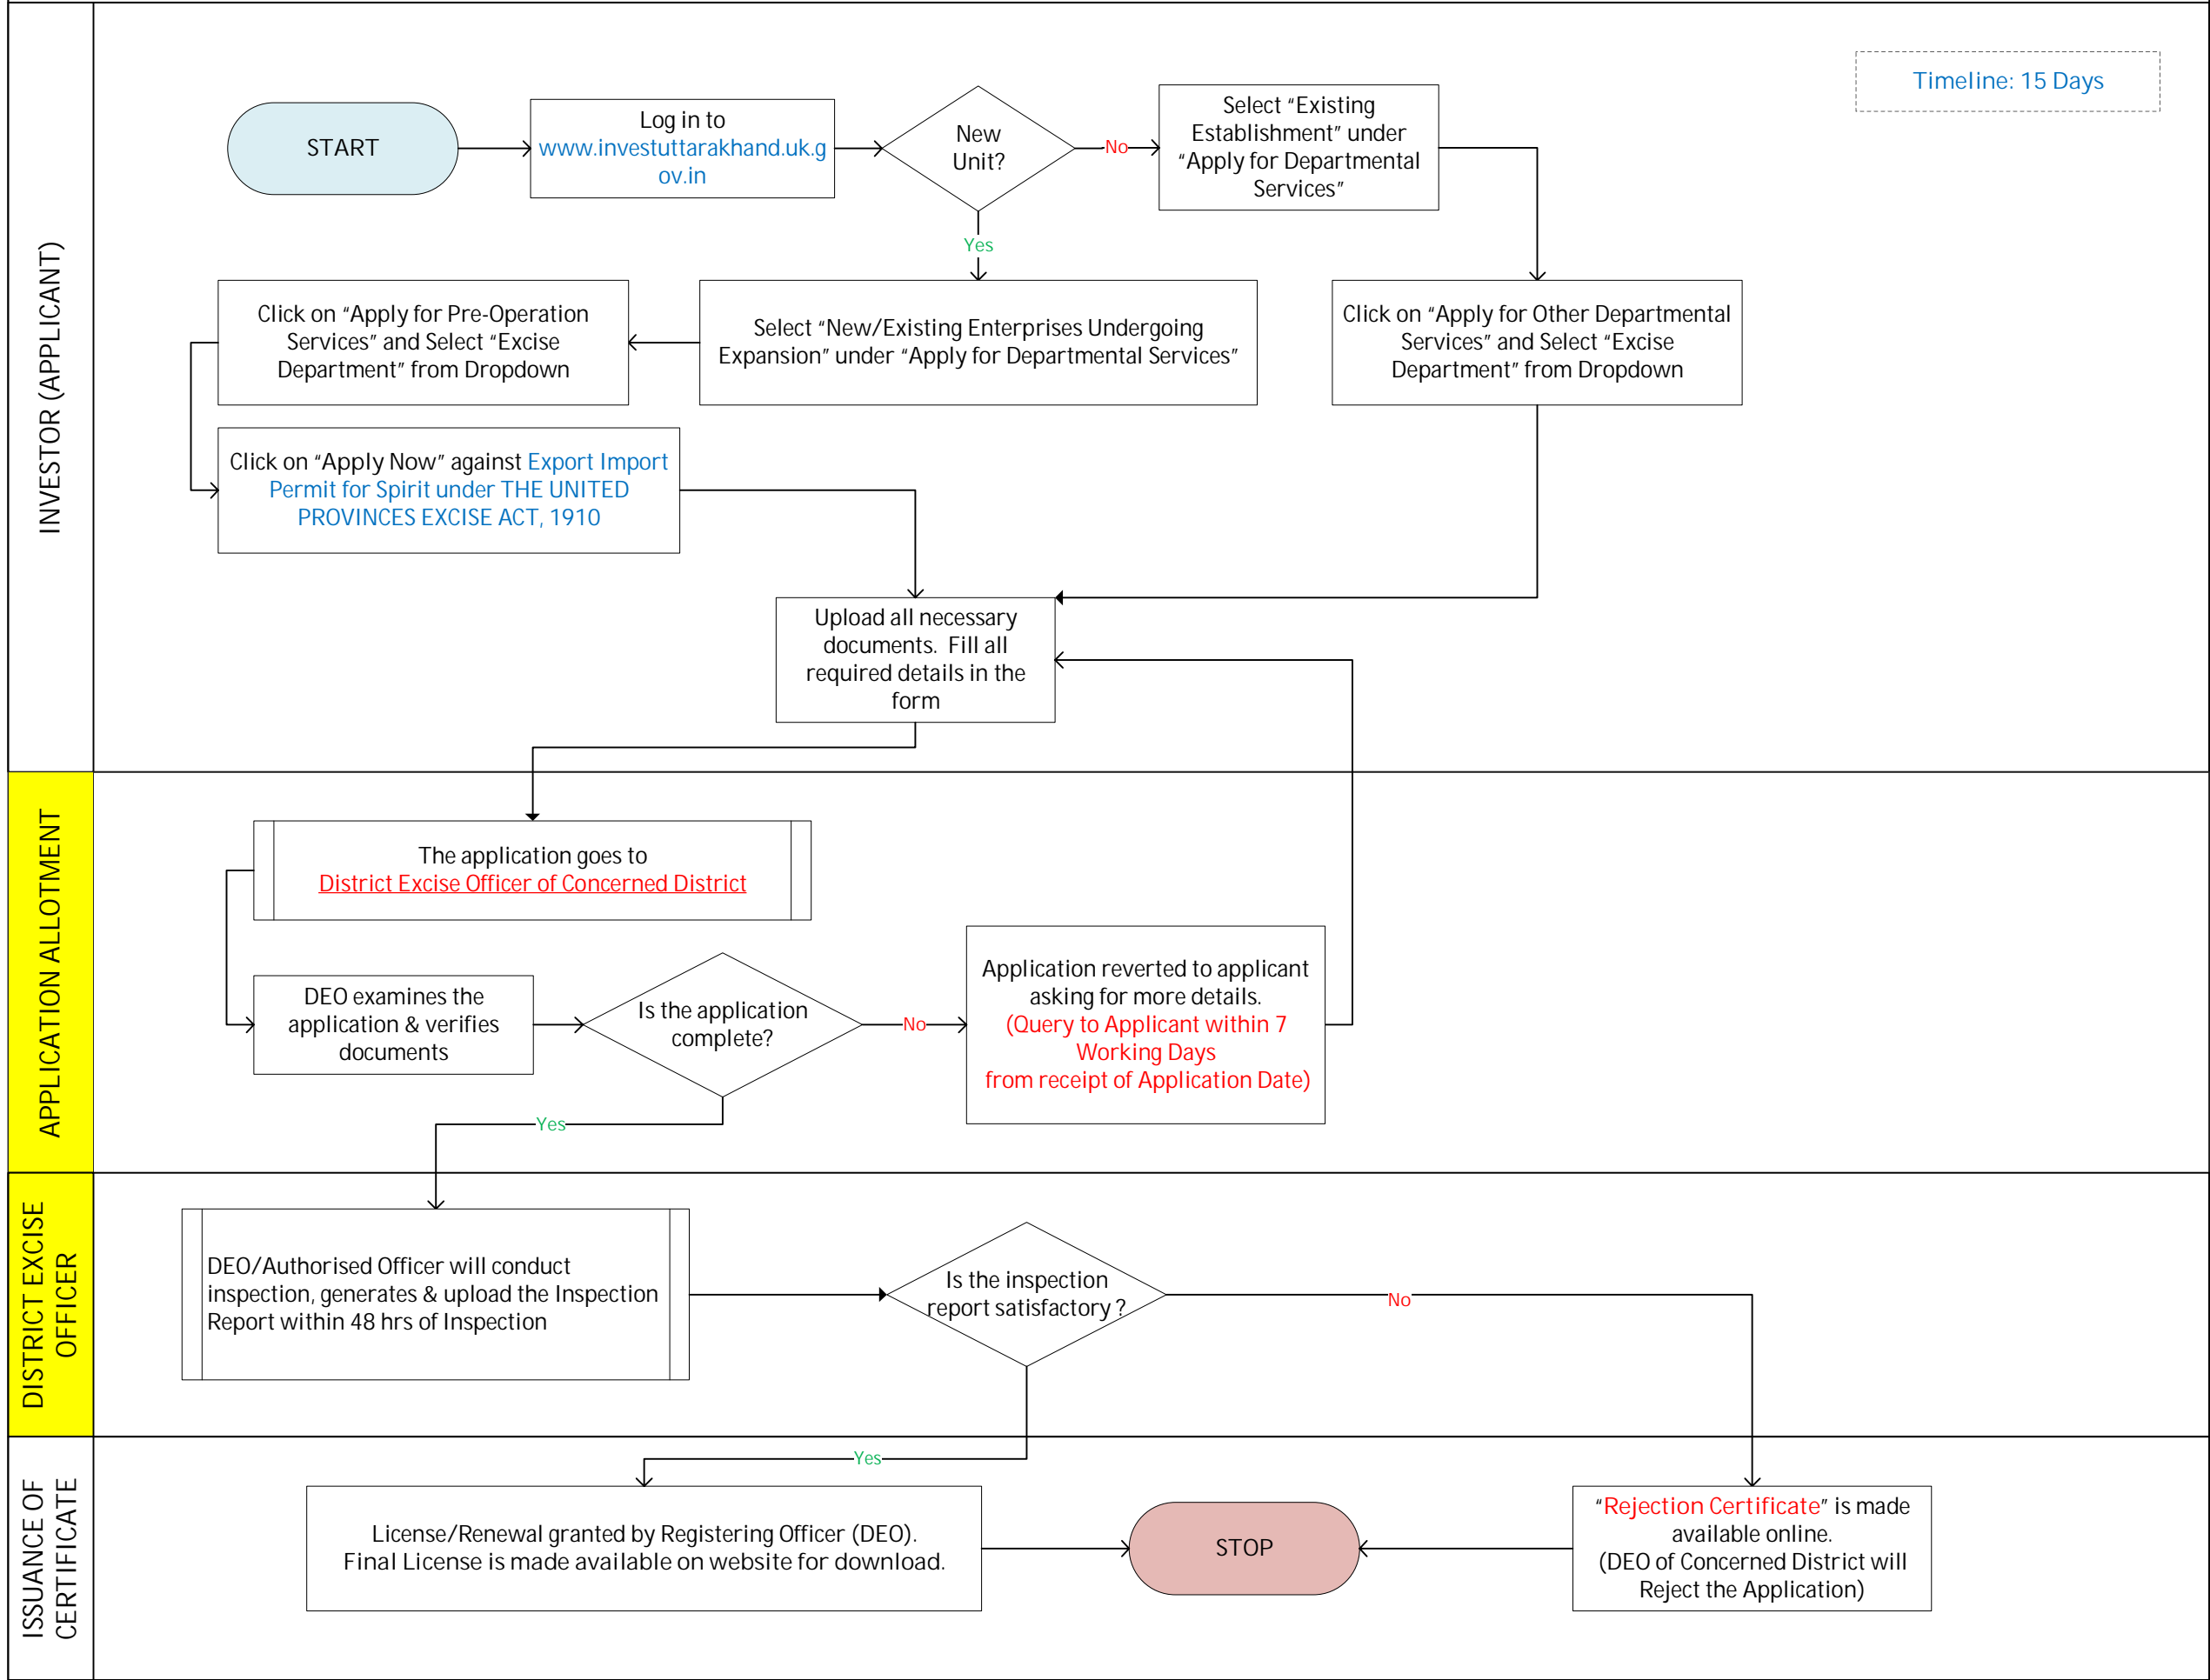 INVESTOR (APPLICANT)
Timeline: 15 Days
START
Log in to
www.investuttarakhand.uk.g
ov.in
New
Unit?
No
Select “Existing
Establishment” under
“Apply for Departmental
Services”
Yes
Click on “Apply for Pre-Operation
Services” and Select “Excise
Department” from Dropdown
Select “New/Existing Enterprises Undergoing
Expansion” under “Apply for Departmental Services”
Click on “Apply for Other Departmental
Services” and Select “Excise
Department” from Dropdown
Click on “Apply Now” against Export Import
Permit for Spirit under THE UNITED
PROVINCES EXCISE ACT, 1910
Upload all necessary
documents.  Fill all
required details in the
form
APPLICATION ALLOTMENT
The application goes to
District Excise Officer of Concerned District
DEO examines the
application & verifies
documents
Is the application
complete?
No
Application reverted to applicant
asking for more details.
(Query to Applicant within 7
Working Days
from receipt of Application Date)
Yes
DISTRICT EXCISE
OFFICER
DEO/Authorised Officer will conduct
inspection, generates & upload the Inspection
Report within 48 hrs of Inspection
Is the inspection
report satisfactory ?
No
Yes
ISSUANCE OF
CERTIFICATE
License/Renewal granted by Registering Officer (DEO).
Final License is made available on website for download.
STOP
“Rejection Certificate” is made
available online.
(DEO of Concerned District will
Reject the Application)